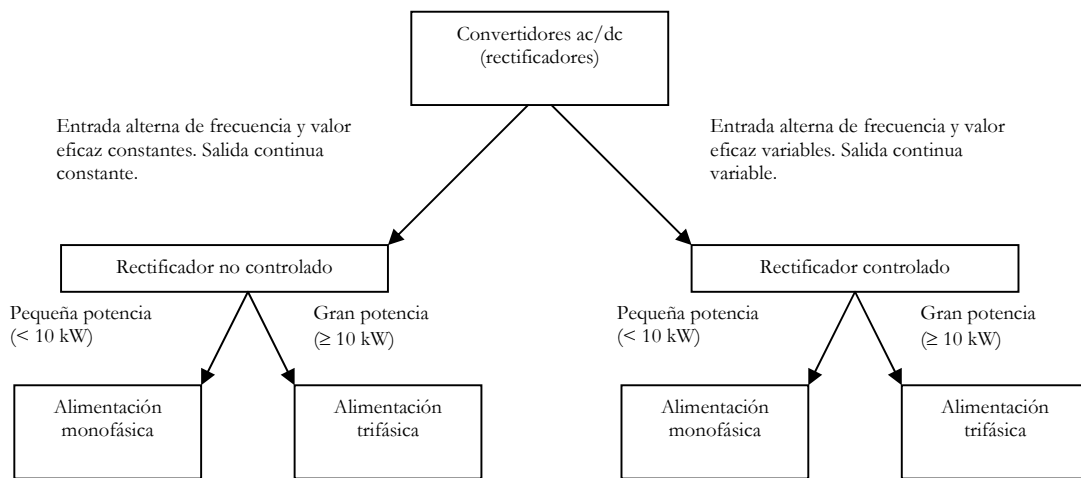 Convertidores ac/dc
(rectificadores)
Entrada alterna de frecuencia y valor
eficaz constantes. Salida continua
constante.
Entrada alterna de frecuencia y valor
eficaz variables. Salida continua
variable.
Rectificador no controlado
Rectificador controlado
Pequeña potencia
(< 10 kW)
Gran potencia
(≥ 10 kW)
Pequeña potencia
(< 10 kW)
Gran potencia
(≥ 10 kW)
Alimentación
monofásica
Alimentación
trifásica
Alimentación
monofásica
Alimentación
trifásica